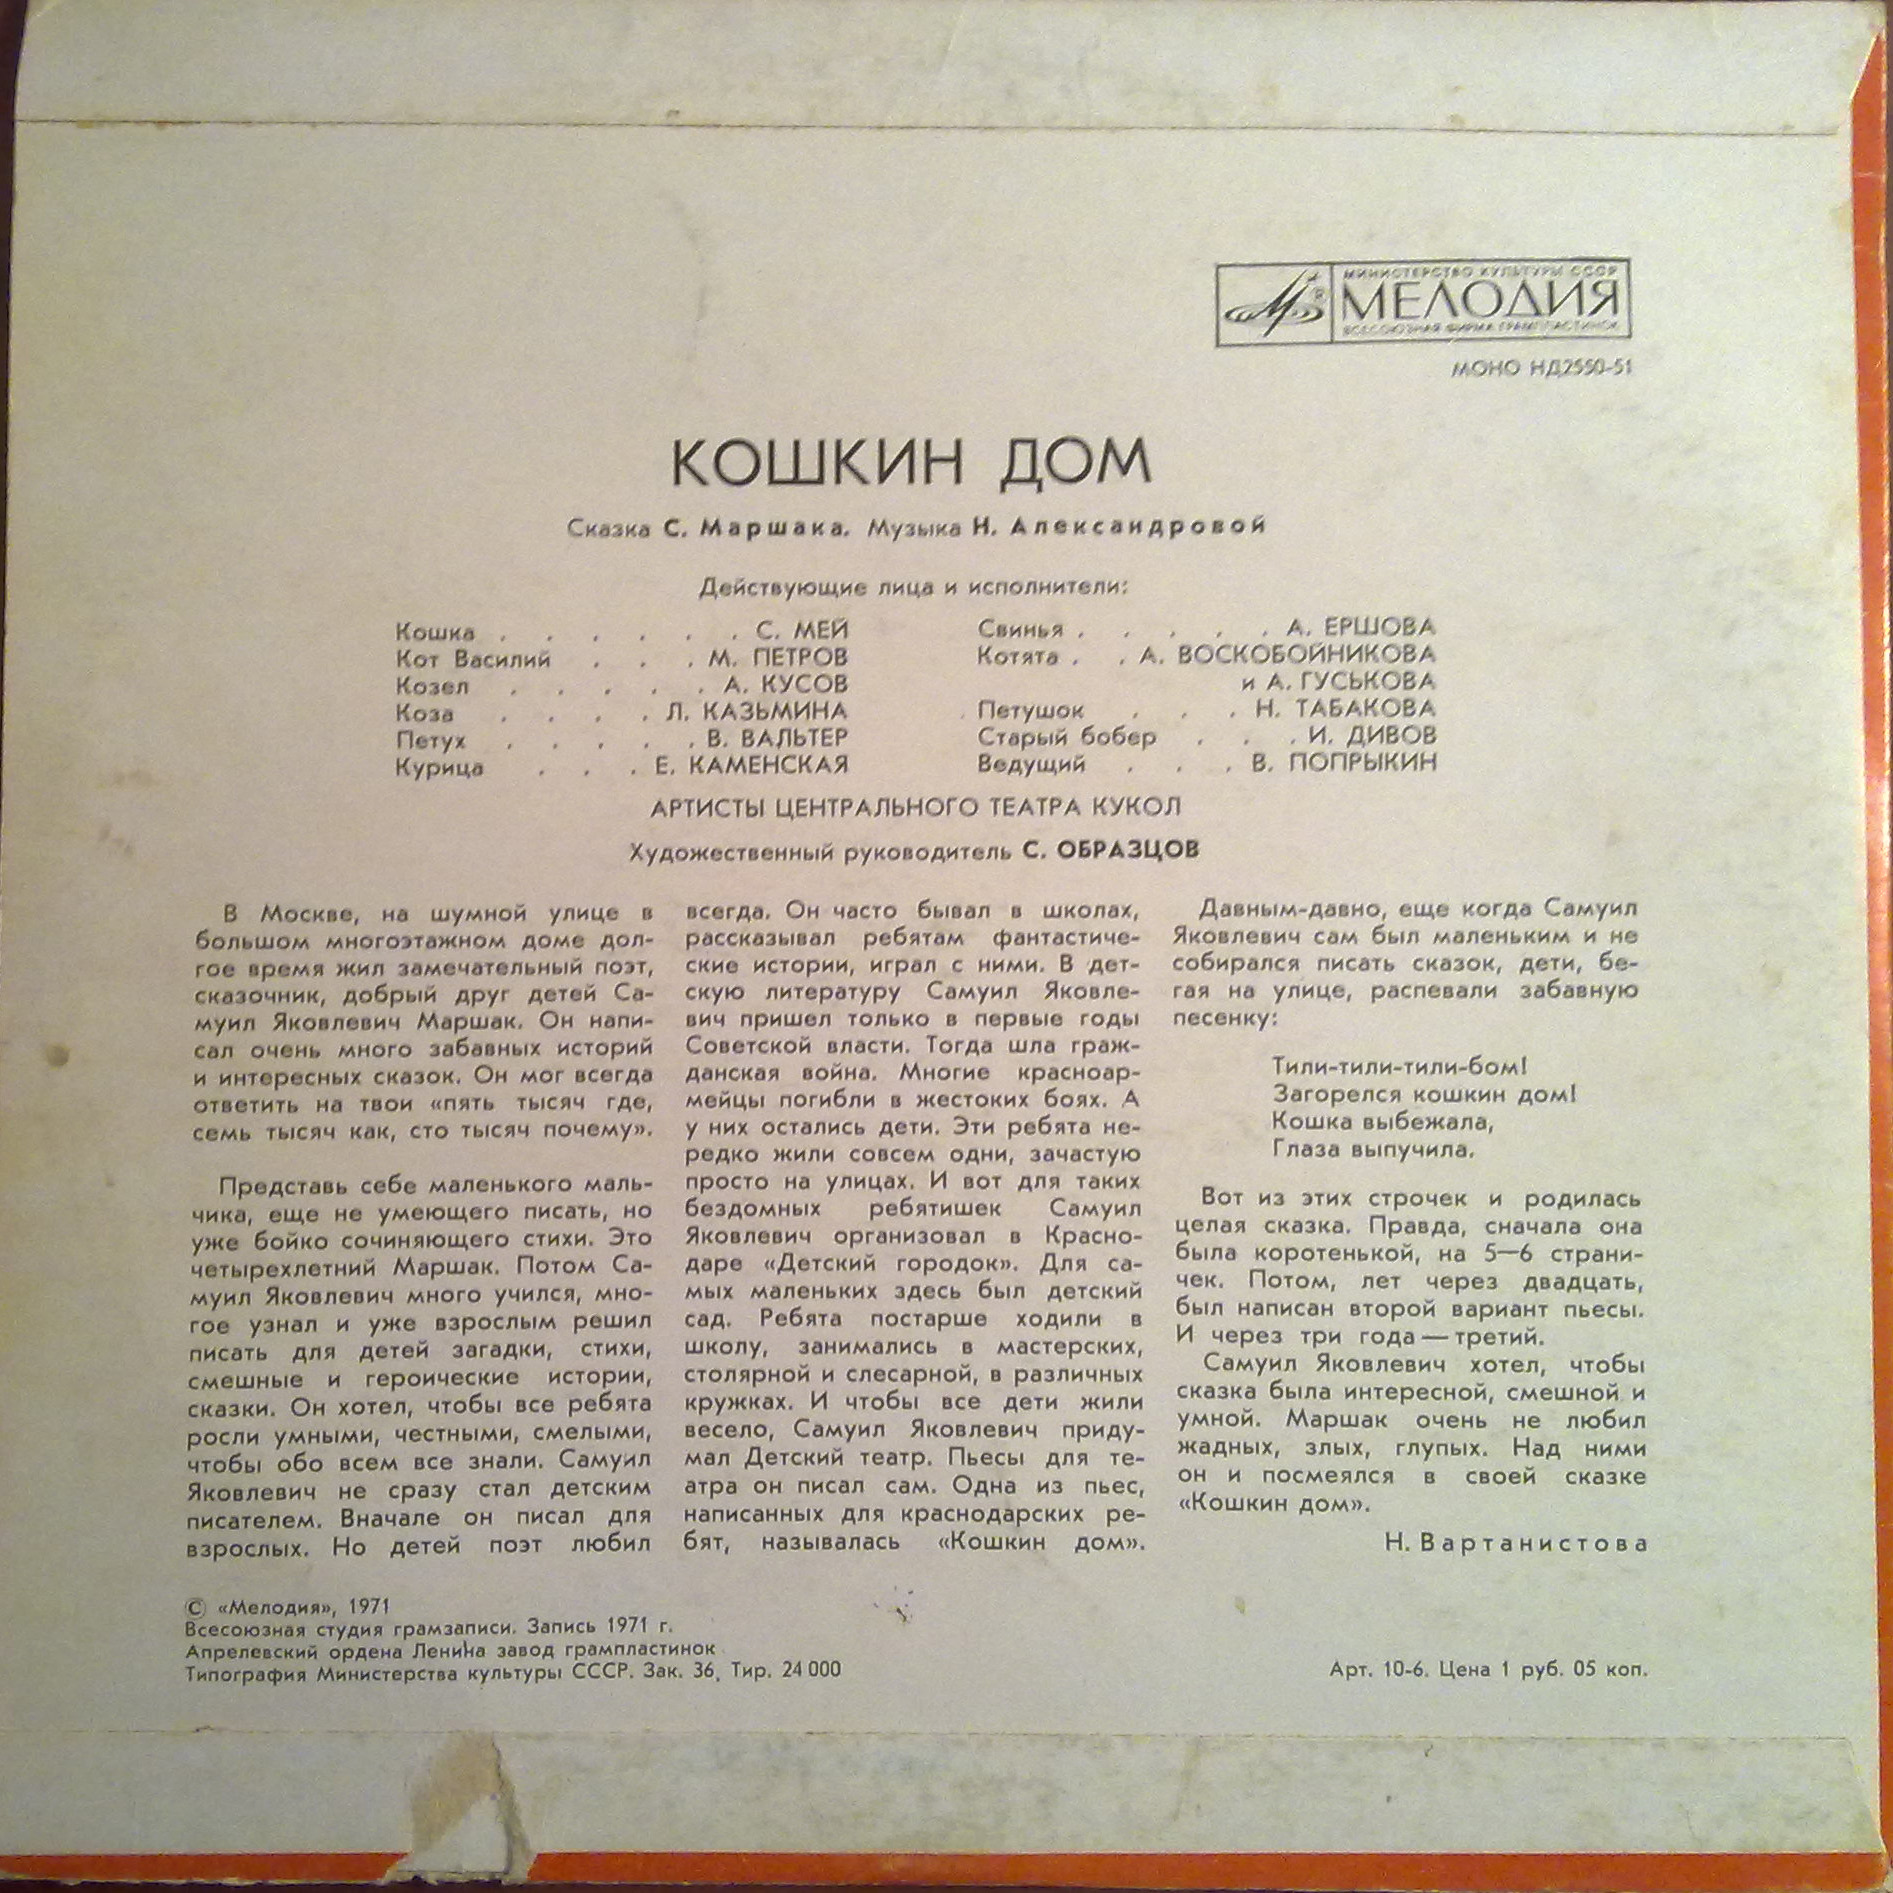 МИНИСТЕРСТВО КУЛЬТУРЫ СССР
МЕЛОДИЯ
ВСЕСОЮЗНАЯ ФИРМА ГРАМПЛАСТИНОК
МОНО НД2550-51
КОШКИН ДОМ
Сказка С. Маршака. Музыка Н. Александровой
Действующие лица и исполнители:
Кошка . . . . . . С. МЕЙ
Кот Василий . . . М. ПЕТРОВ
Козел . . . . . А. КУСОВ
Коза . . . . Л. КАЗЬМИНА
Петух . . . . . В. ВАЛЬТЕР
Курица . . . Е. КАМЕНСКАЯ
Свинья . . . . . А. ЕРШОВА
Котята . . А. ВОСКОБОЙНИКОВА
и А. ГУСЬКОВА
Петушок . . . Н. ТАБАКОВА
Старый бобер . . . И. ДИВОВ
Ведущий . . . В. ПОПРЫКИН
АРТИСТЫ ЦЕНТРАЛЬНОГО ТЕАТРА КУКОЛ
Художественный руководитель С. ОБРАЗЦОВ
В Москве, на шумной улице в
большом многоэтажном доме дол-
гое время жил замечательный поэт,
сказочник, добрый друг детей Са-
муил Яковлевич Маршак. Он напи-
сал очень много забавных историй
и интересных сказок. Он мог всегда
ответить на твои «пять тысяч где,
семь тысяч как, сто тысяч почему».
Представь себе маленького маль-
чика, еще не умеющего писать, но
уже бойко сочиняющего стихи. Это
четырехлетний Маршак. Потом Са-
муил Яковлевич много учился, мно-
гое узнал и уже взрослым решил
писать для детей загадки, стихи,
смешные и героические истории,
сказки. Он хотел, чтобы все ребята
росли умными, честными, смелыми,
чтобы обо всем все знали. Самуил
Яковлевич не сразу стал детским
писателем. Вначале он писал для
взрослых. Но детей поэт любил
всегда. Он часто бывал в школах,
рассказывал ребятам фантастиче-
ские истории, играл с ними. В дет-
скую литературу Самуил Яковле-
вич пришел только в первые годы
Советской власти. Тогда шла граж-
данская война. Многие красноар-
мейцы погибли в жестоких боях. А
у них остались дети. Эти ребята не-
редко жили совсем одни, зачастую
просто на улицах. И вот для таких
бездомных ребятишек Самуил
Яковлевич организовал в Красно-
даре «Детский городок». Для са-
мых маленьких здесь был детский
сад. Ребята постарше ходили в
школу, занимались в мастерских,
столярной и слесарной, в различных
кружках. И чтобы все дети жили
весело, Самуил Яковлевич приду-
мал Детский театр. Пьесы для те-
атра он писал сам. Одна из пьес,
написанных для краснодарских ре-
бят, называлась «Кошкин дом».
Давным-давно, еще когда Самуил
Яковлевич сам был маленьким и не
собирался писать сказок, дети, бе-
гая на улице, распевали забавную
песенку:
Тили-тили-тили-бом!
Загорелся кошкин дом!
Кошка выбежала,
Глаза выпучила.
Вот из этих строчек и родилась
целая сказка. Правда, сначала она
была коротенькой, на 5—6 страни-
чек. Потом, лет через двадцать,
был написан второй вариант пьесы.
И через три года — третий.
Самуил Яковлевич хотел, чтобы
сказка была интересной, смешной и
умной. Маршак очень не любил
жадных, злых, глупых. Над ними
он и посмеялся в своей сказке
«Кошкин дом».
Н. Вартанистова
© «Мелодия», 1971
Всесоюзная студия грамзаписи. Запись 1971 г.
Апрелевский ордена Ленина завод грампластинок
Типография Министерства культуры СССР. Зак. 36, Тир. 24 000
Арт. 10-6. Цена 1 руб. 05 коп.